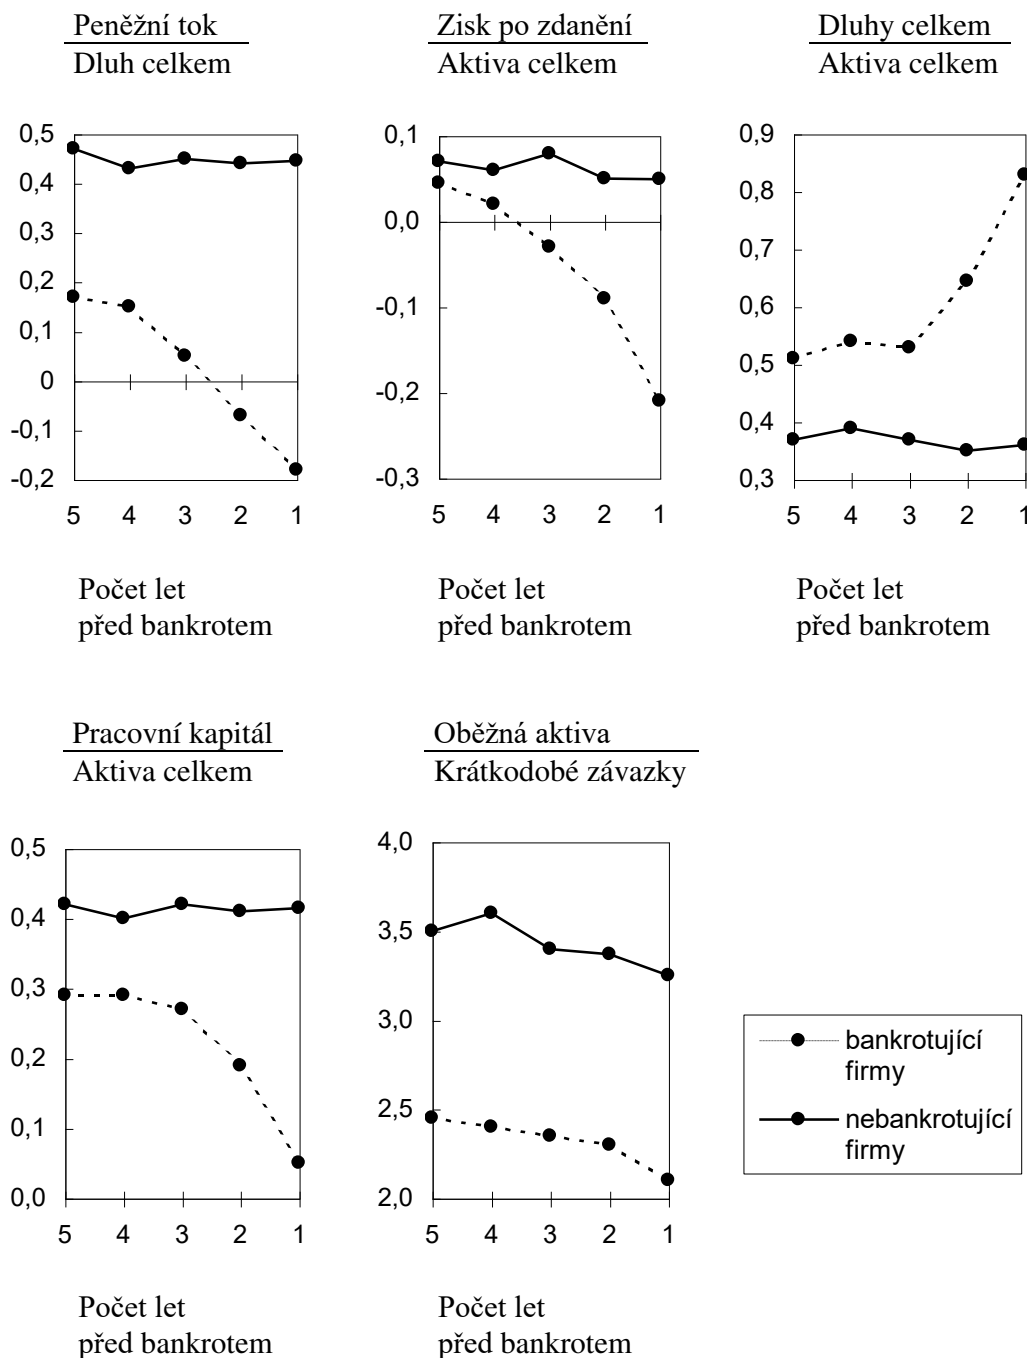 Peněžní tok
Dluh celkem
Zisk po zdanění
Aktiva celkem
Dluhy celkem
Aktiva celkem
0,5
0,4
0,3
0,2
0,1
0
-0,1
-0,2
5 4 3 2 1
Počet let
před bankrotem
0,1
0,0
-0,1
-0,2
-0,3
5 4 3 2 1
Počet let
před bankrotem
0,9
0,8
0,7
0,6
0,5
0,4
0,3
5 4 3 2 1
Počet let
před bankrotem
Pracovní kapitál
Aktiva celkem
0,5
0,4
0,3
0,2
0,1
0,0
5 4 3 2 1
Počet let
před bankrotem
Oběžná aktiva
Krátkodobé závazky
4,0
3,5
3,0
2,5
2,0
5 4 3 2 1
Počet let
před bankrotem
bankrotující
firmy
nebankrotující
firmy